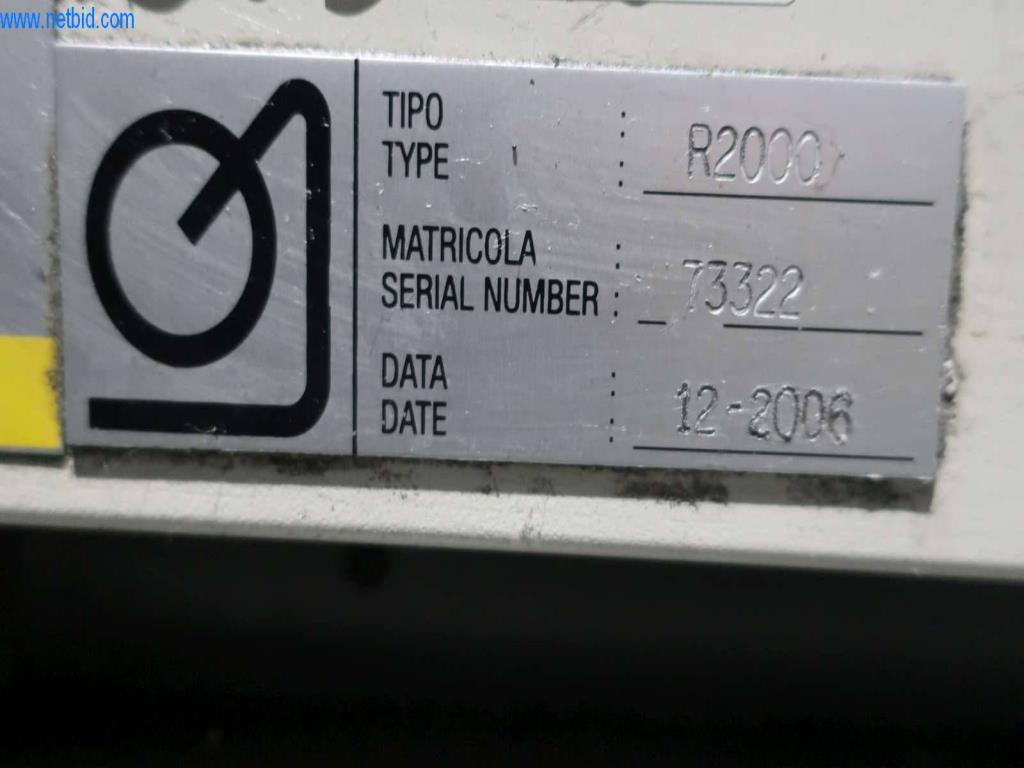 www.netbid.com
TIPO
TYPE : R2000
MATRICOLA
SERIAL NUMBER : 73322
DATA
DATE : 12-2006